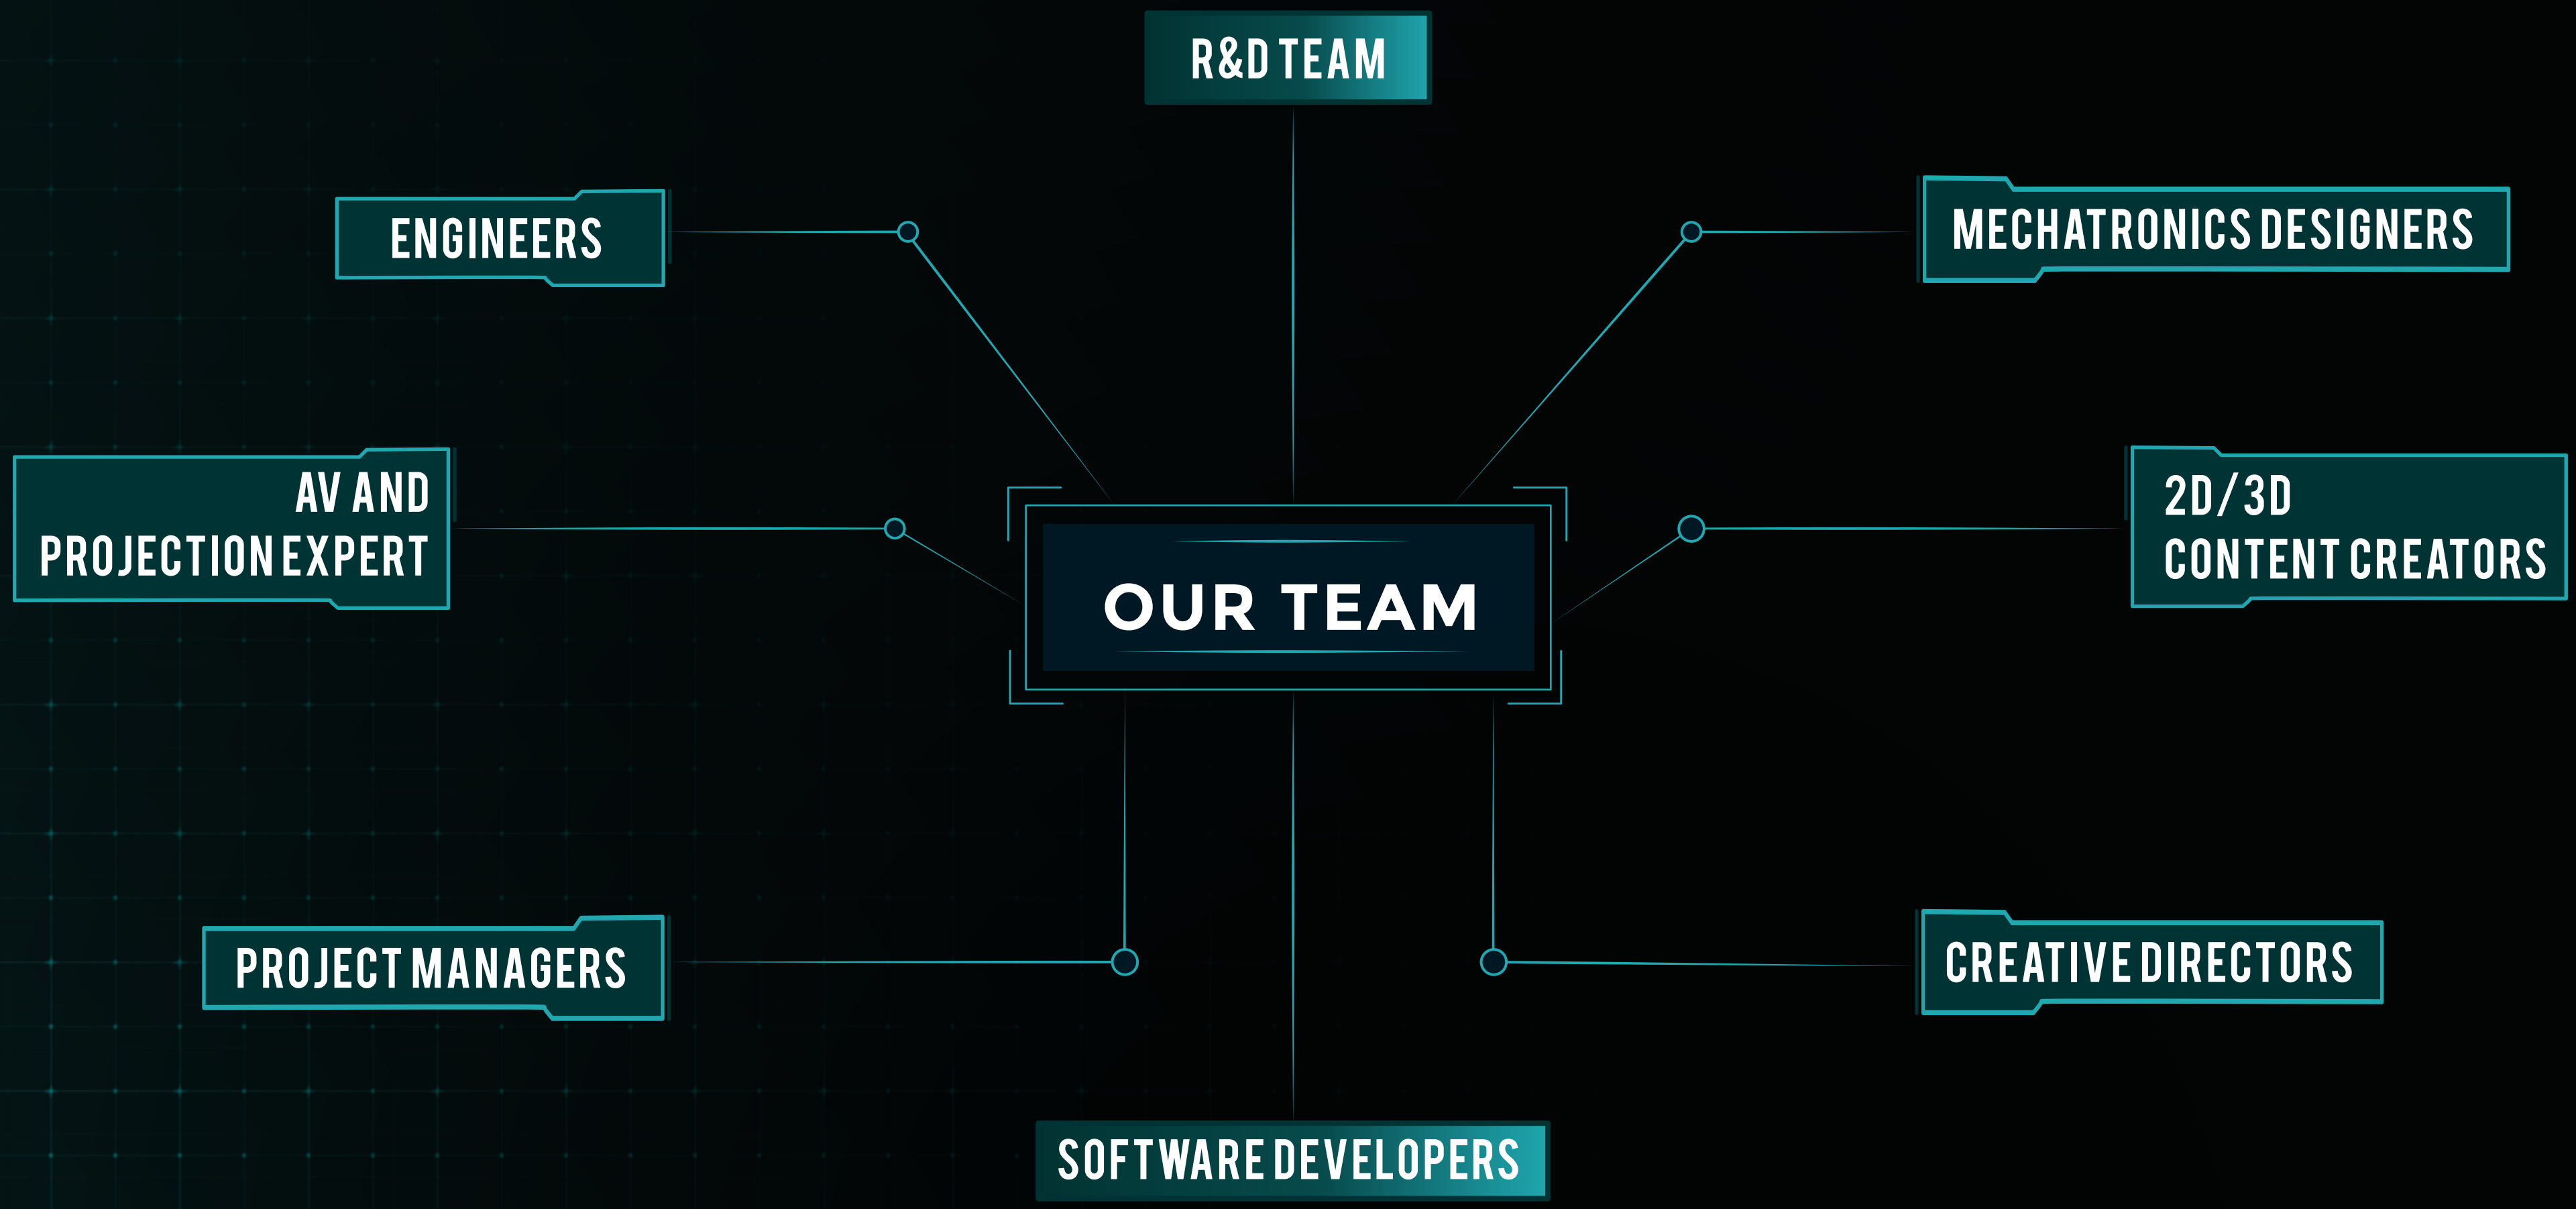 R&D TEAM
ENGINEERS
MECHATRONICS DESIGNERS
AV AND
PROJECTION EXPERT
2D/3D
CONTENT CREATORS
OUR TEAM
PROJECT MANAGERS
CREATIVE DIRECTORS
SOFTWARE DEVELOPERS